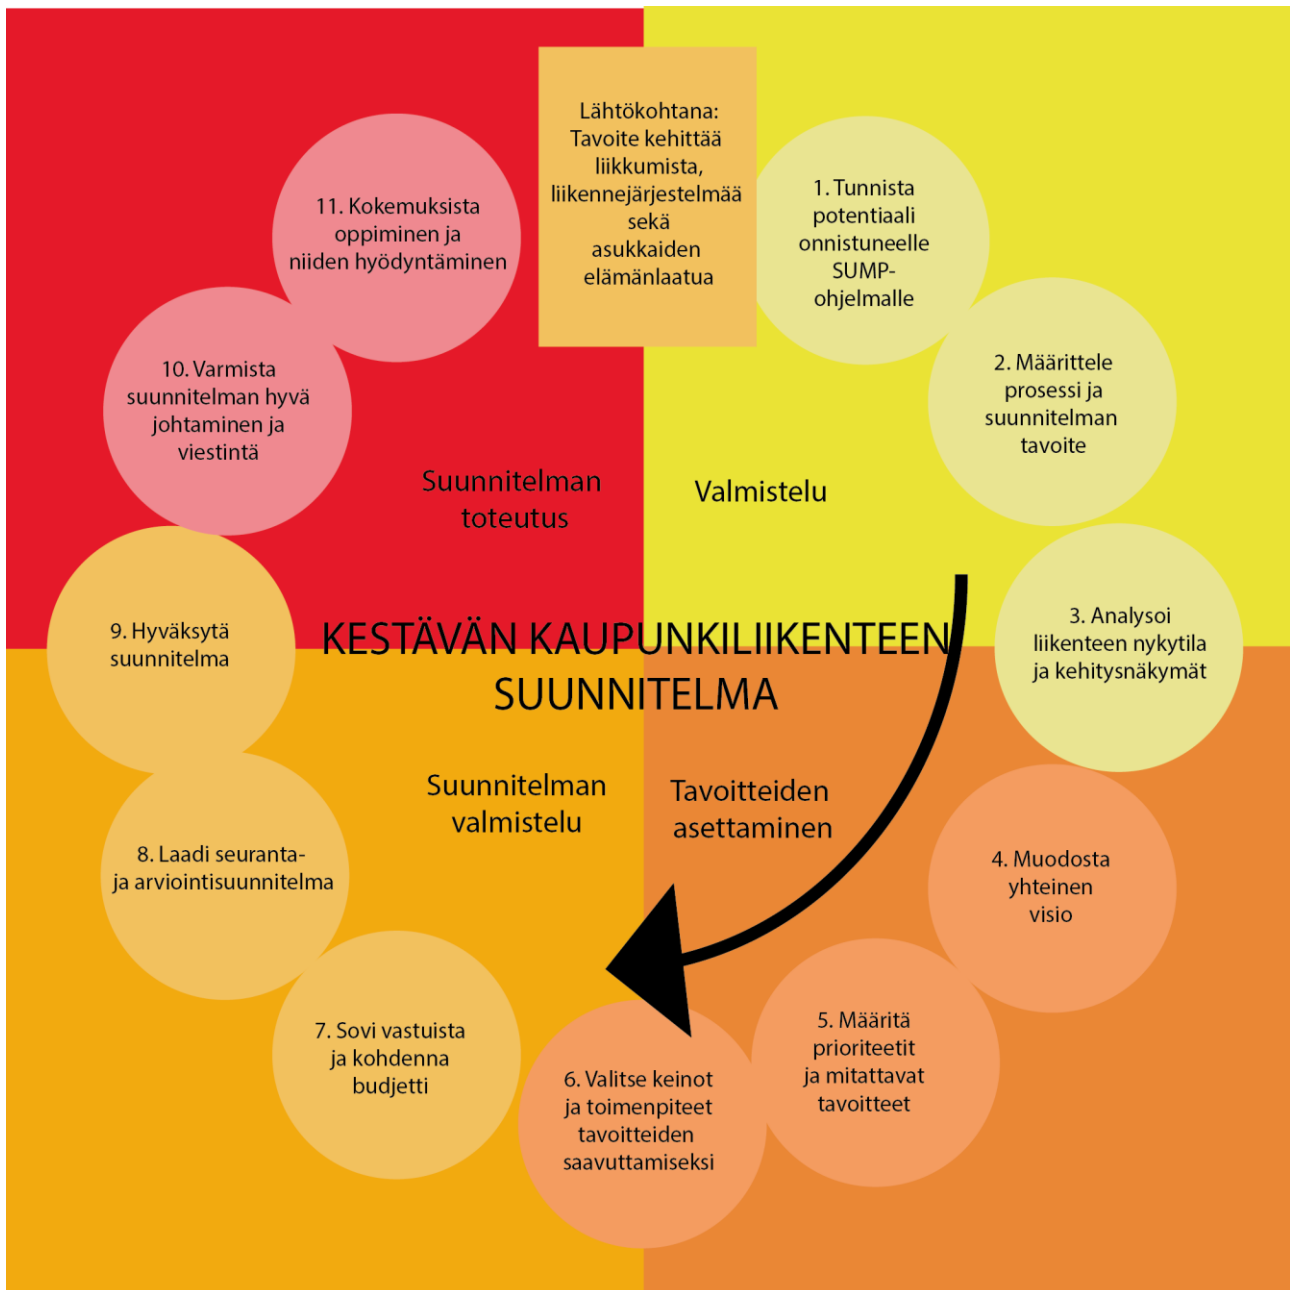 Lähtökohtana:
Tavoite kehittää
liikkumista,
liikennejärjestelmää
sekä
asukkaiden
elämänlaatua
1. Tunnista
potentiaali
onnistuneelle
SUMP-
ohjelmalle
2. Määrittele
prosessi ja
suunnitelman
tavoite
3. Analysoi
liikenteen nykytila
ja kehitysnäkymät
4. Muodosta
yhteinen
visio
5. Määritä
prioriteetit
ja mitattavat
tavoitteet
6. Valitse keinot
ja toimenpiteet
tavoitteiden
saavuttamiseksi
7. Sovi vastuista
ja kohdenna
budjetti
8. Laadi seuranta-
ja arviointisuunnitelma
9. Hyväksytä
suunnitelma
10. Varmista
suunnitelman hyvä
johtaminen ja
viestintä
11. Kokemuksista
oppiminen ja
niiden hyödyntäminen
Suunnitelman
toteutus
Valmistelu
KESTÄVÄN KAUPUNKILIIKENTEEN
SUUNNITELMA
Suunnitelman
valmistelu
Tavoitteiden
asettaminen